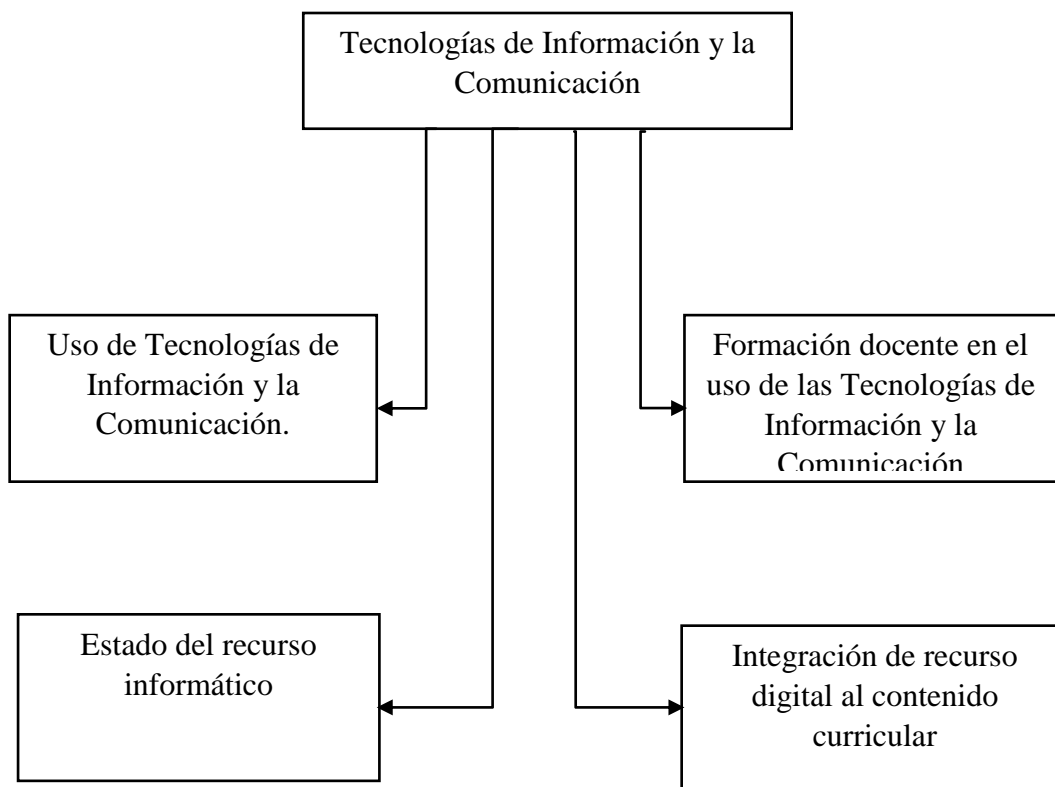 Tecnologías de Información y la
Comunicación
Uso de Tecnologías de
Información y la
Comunicación.
Formación docente en el
uso de las Tecnologías de
Información y la
Comunicación
Estado del recurso
informático
Integración de recurso
digital al contenido
curricular